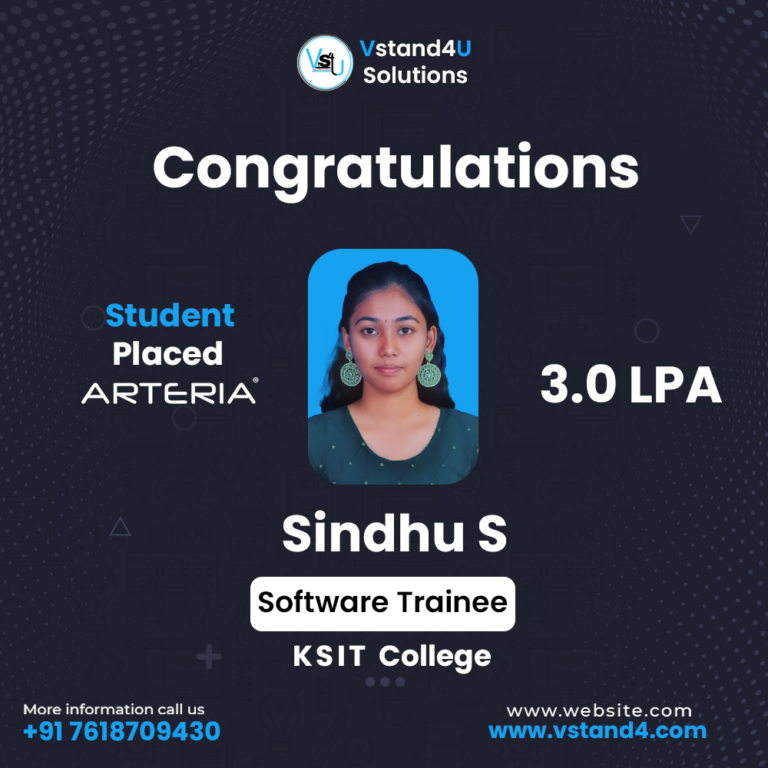 Vstand4U
Solutions
Congratulations
Student
Placed
ARTERIA®
3.0 LPA
Sindhu S
Software Trainee
KSIT College
More information call us
+91 7618709430
www.website.com
www.vstand4.com